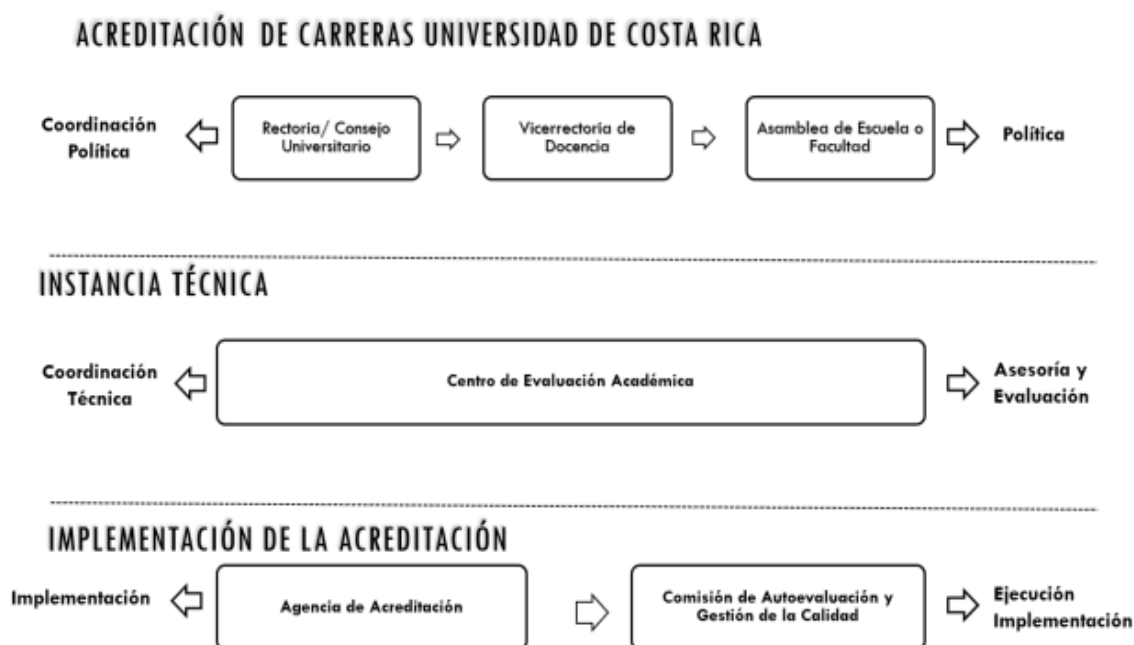 ACREDITACIÓN DE CARRERAS UNIVERSIDAD DE COSTA RICA
Coordinación
Política
Rectoria/ Consejo
Universitario
Vicerrectoría de
Docencia
Asamblea de Escuela o
Facultad
Política
INSTANCIA TÉCNICA
Coordinación
Técnica
Centro de Evaluación Académica
Asesoría y
Evaluación
IMPLEMENTACIÓN DE LA ACREDITACIÓN
Implementación
Agencia de Acreditación
Comisión de Autoevaluación y
Gestión de la Calidad
Ejecución
Implementación